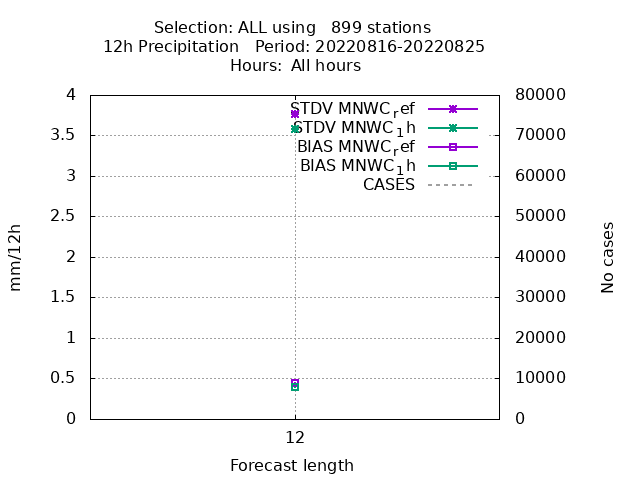 Selection: ALL using   899 stations
12h Precipitation   Period: 20220816-20220825
Hours:  All hours
4
3.5
3
2.5
2
1.5
1
0.5
0
80000
70000
60000
50000
40000
30000
20000
10000
0
STDV MNWC_ref
STDV MNWC_1h
BIAS MNWC_ref
BIAS MNWC_1h
CASES
mm/12h
No cases
12
Forecast length